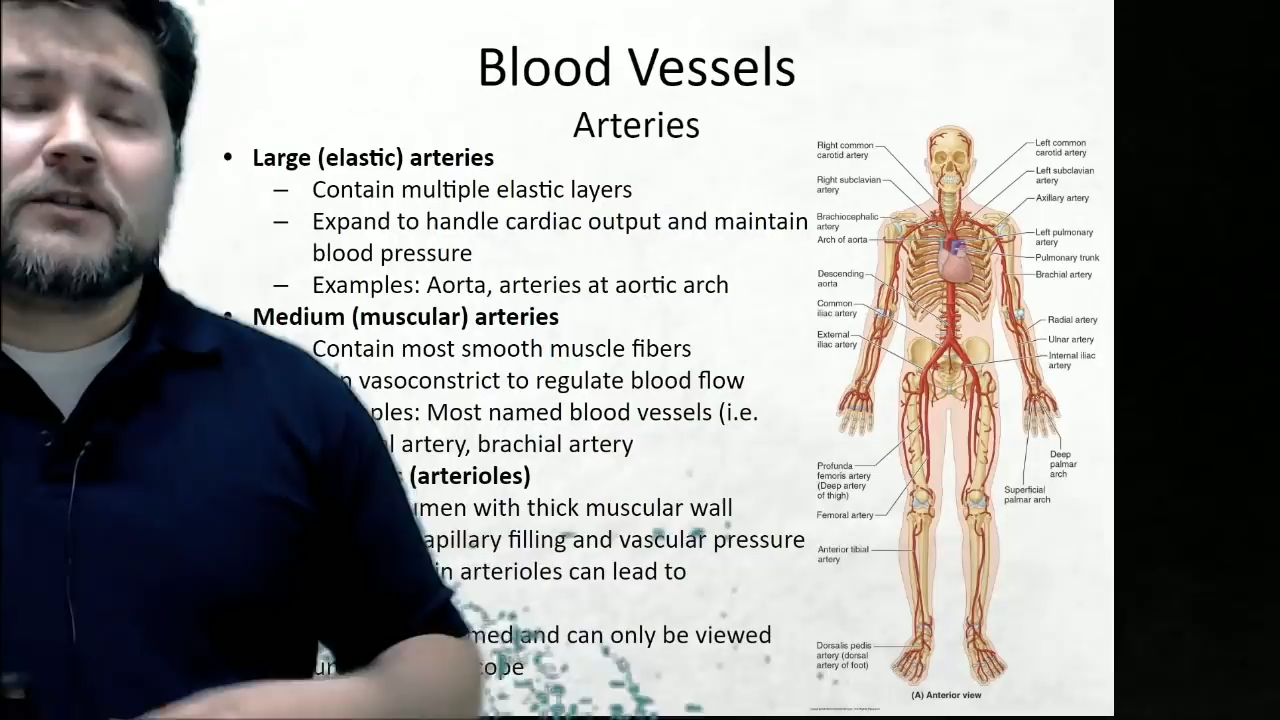 Blood Vessels
Arteries
• Large (elastic) arteries
– Contain multiple elastic layers
– Expand to handle cardiac output and maintain
blood pressure
– Examples: Aorta, arteries at aortic arch
• Medium (muscular) arteries
Contain most smooth muscle fibers
vasoconstrict to regulate blood flow
Most named blood vessels (i.e.
artery, brachial artery
(arterioles)
with thick muscular wall
filling and vascular pressure
in arterioles can lead to
and can only be viewed
Right common
carotid artery
Right subclavian
artery
Brachiocephalic
artery
Arch of aorta
Descending
aorta
Common
iliac artery
External
iliac artery
Profunda
femoris artery
(Deep artery
of thigh)
Femoral artery
Anterior tibial
artery
Dorsalis pedis
artery (dorsal
artery of foot)
Left common
carotid artery
Left subclavian
artery
Axillary artery
Left pulmonary
artery
Pulmonary trunk
Brachial artery
Radial artery
Ulnar artery
Internal iliac
artery
Deep
palmar
arch
Superficial
palmar arch
(A) Anterior view